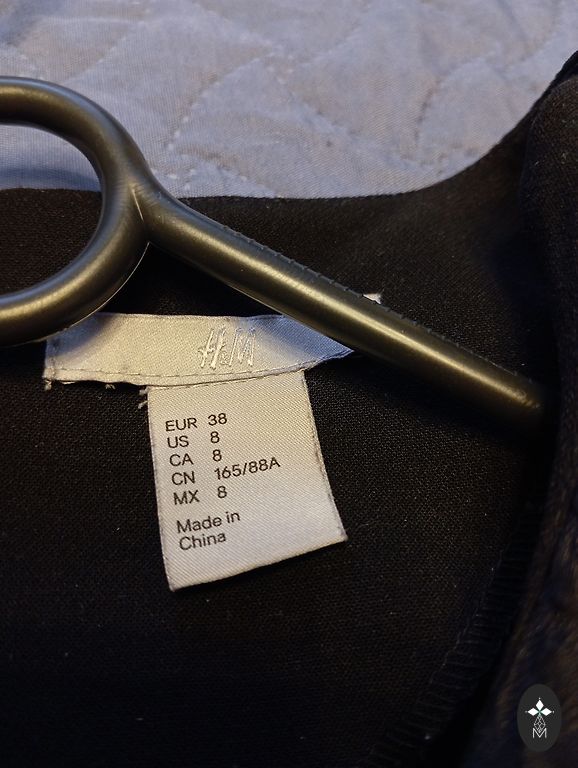 H&M
EUR 38
US 8
CA 8
CN 165/88A
MX 8
Made in
China
M